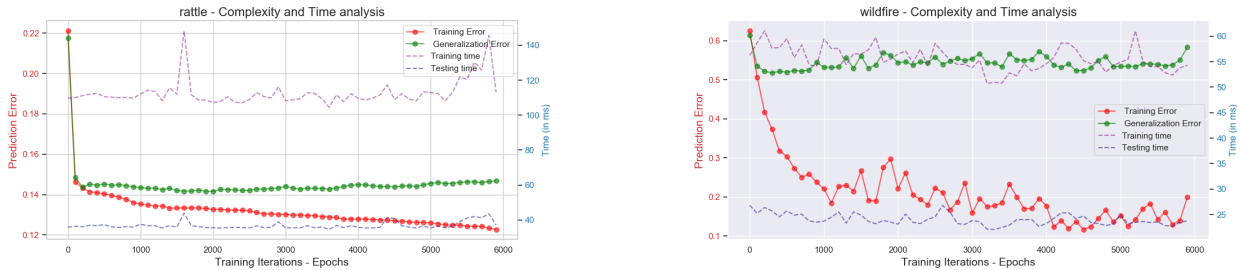 rattle - Complexity and Time analysis
0.22
0.20
0.18
0.16
0.14
0.12
Prediction Error
Training Error
Generalization Error
Training time
Testing time
140
120
100
80
60
40
Time (in ms)
0
1000
2000
3000
4000
5000
6000
Training Iterations - Epochs
wildfire - Complexity and Time analysis
0.6
0.5
0.4
0.3
0.2
0.1
Prediction Error
Training Error
Generalization Error
Training time
Testing time
60
55
50
45
40
35
30
25
Time (in ms)
0
1000
2000
3000
4000
5000
6000
Training Iterations - Epochs